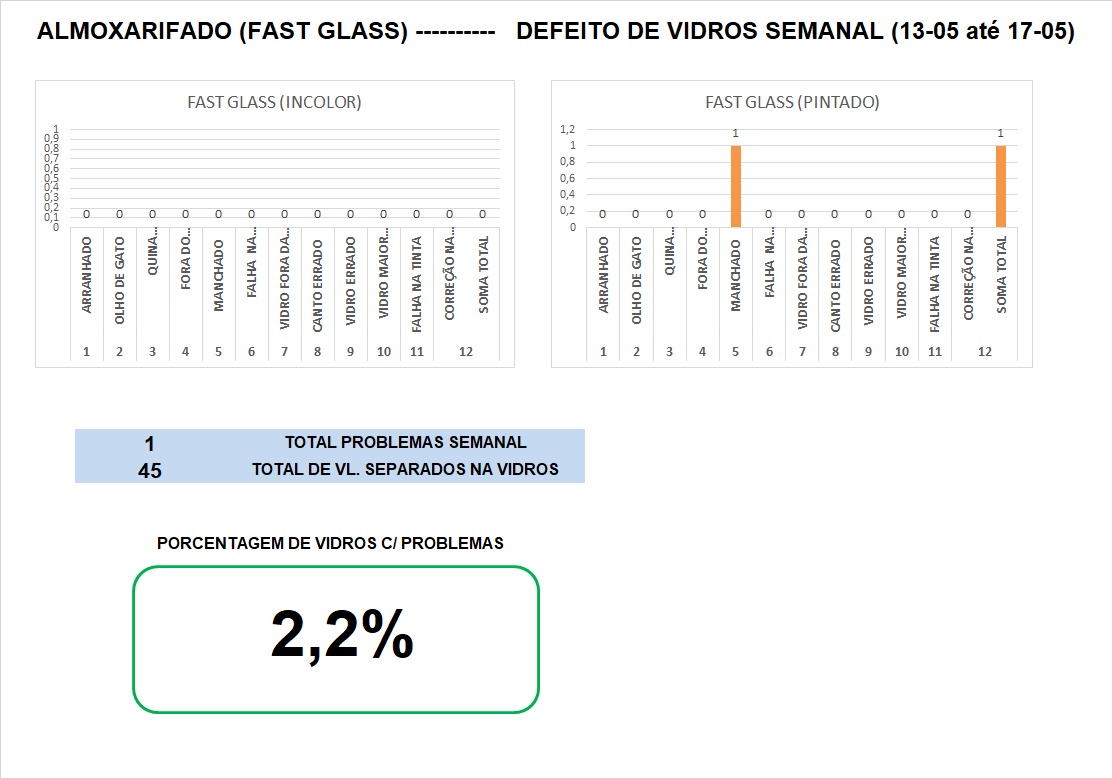 ALMOXARIFADO (FAST GLASS) ---------- DEFEITO DE VIDROS SEMANAL (13-05 até 17-05)
FAST GLASS (INCOLOR)
1
0,9
0,8
0,7
0,6
0,5
0,4
0,3
0,2
0,1
0
0 0 0 0 0 0 0 0 0 0 0 0 0
ARRANHADO
OLHO DE GATO
QUINA...
FORA DO...
MANCHADO
FALHA NA...
VIDRO FORA DA...
CANTO ERRADO
VIDRO ERRADO
VIDRO MAIOR...
FALHA NA TINTA
CORREÇÃO NA...
SOMA TOTAL
1 2 3 4 5 6 7 8 9 10 11 12
FAST GLASS (PINTADO)
1,2
1
0,8
0,6
0,4
0,2
0
0 0 0 0 1 0 0 0 0 0 0 0 1
ARRANHADO
OLHO DE GATO
QUINA...
FORA DO...
MANCHADO
FALHA NA...
VIDRO FORA DA...
CANTO ERRADO
VIDRO ERRADO
VIDRO MAIOR...
FALHA NA TINTA
CORREÇÃO NA...
SOMA TOTAL
1 2 3 4 5 6 7 8 9 10 11 12
1 TOTAL PROBLEMAS SEMANAL
45 TOTAL DE VL. SEPARADOS NA VIDROS
PORCENTAGEM DE VIDROS C/ PROBLEMAS
2,2%